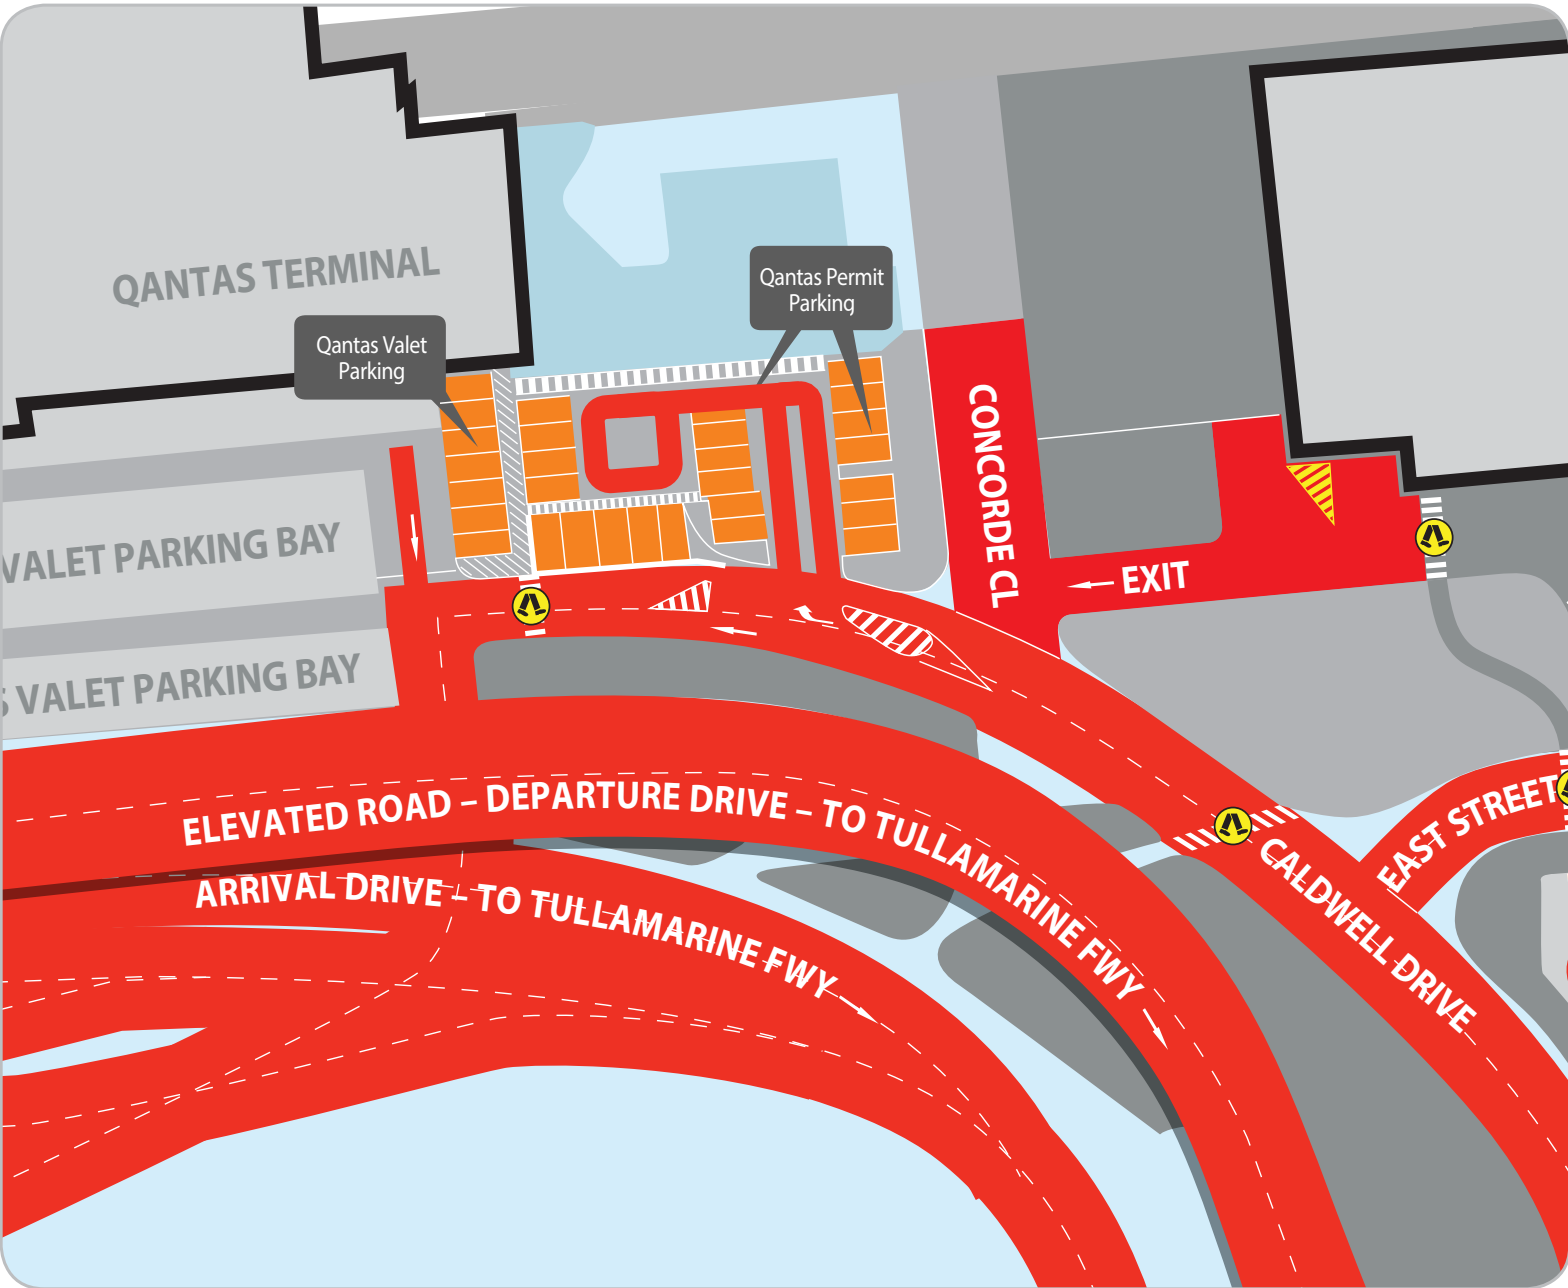 QANTAS TERMINAL
Qantas Valet
Parking
Qantas Permit
Parking
CONCORDE CL
EXIT
VALET PARKING BAY
S VALET PARKING BAY
ELEVATED ROAD – DEPARTURE DRIVE – TO TULLAMARINE FWY
ARRIVAL DRIVE – TO TULLAMARINE FWY
EAST STREET
CALDWELL DRIVE